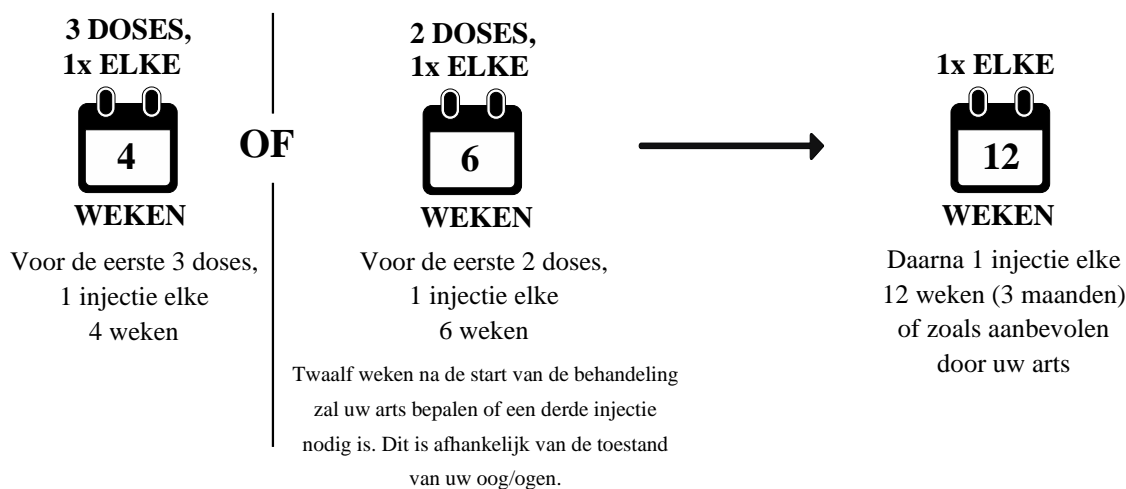 3 DOSES,
1x ELKE
4
WEKEN
Voor de eerste 3 doses,
1 injectie elke
4 weken
OF
2 DOSES,
1x ELKE
6
WEKEN
Voor de eerste 2 doses,
1 injectie elke
6 weken
Twaalf weken na de start van de behandeling
zal uw arts bepalen of een derde injectie
nodig is. Dit is afhankelijk van de toestand
van uw oog/ogen.
1x ELKE
12
WEKEN
Daarna 1 injectie elke
12 weken (3 maanden)
of zoals aanbevolen
door uw arts